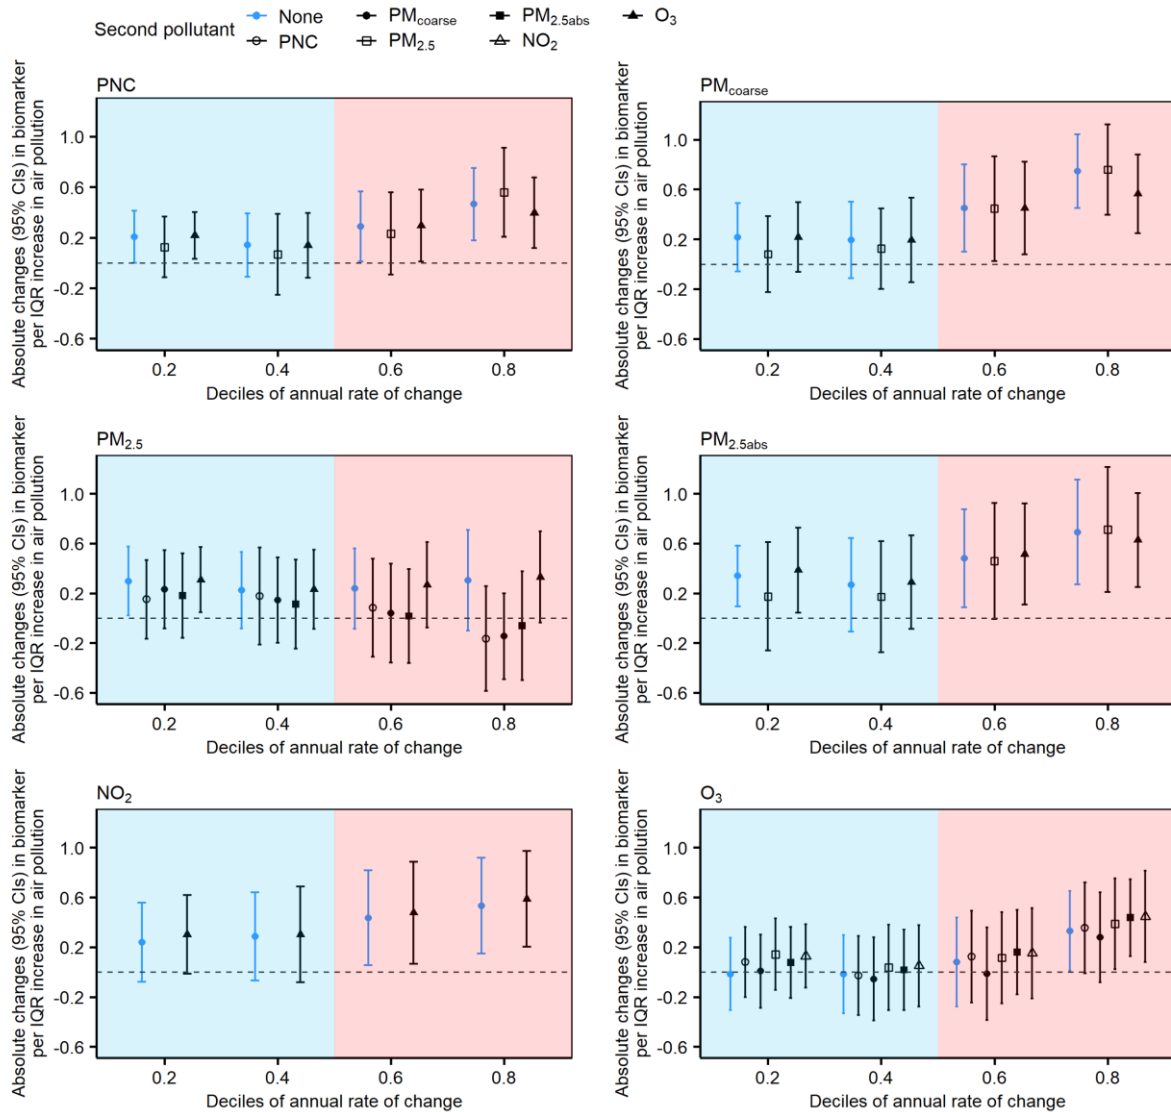 Second pollutant
None
PNC
PMcoarse
PM2.5
PM2.5abs
NO2
O3
PNC
Absolute changes (95% CIs) in biomarker
per IQR increase in air pollution
1.0
0.6
0.2
-0.2
-0.6
0.2 0.4 0.6 0.8
Deciles of annual rate of change
PMcoarse
Absolute changes (95% CIs) in biomarker
per IQR increase in air pollution
1.0
0.6
0.2
-0.2
-0.6
0.2 0.4 0.6 0.8
Deciles of annual rate of change
PM2.5
Absolute changes (95% CIs) in biomarker
per IQR increase in air pollution
1.0
0.6
0.2
-0.2
-0.6
0.2 0.4 0.6 0.8
Deciles of annual rate of change
PM2.5abs
Absolute changes (95% CIs) in biomarker
per IQR increase in air pollution
1.0
0.6
0.2
-0.2
-0.6
0.2 0.4 0.6 0.8
Deciles of annual rate of change
NO2
Absolute changes (95% CIs) in biomarker
per IQR increase in air pollution
1.0
0.6
0.2
-0.2
-0.6
0.2 0.4 0.6 0.8
Deciles of annual rate of change
O3
Absolute changes (95% CIs) in biomarker
per IQR increase in air pollution
1.0
0.6
0.2
-0.2
-0.6
0.2 0.4 0.6 0.8
Deciles of annual rate of change